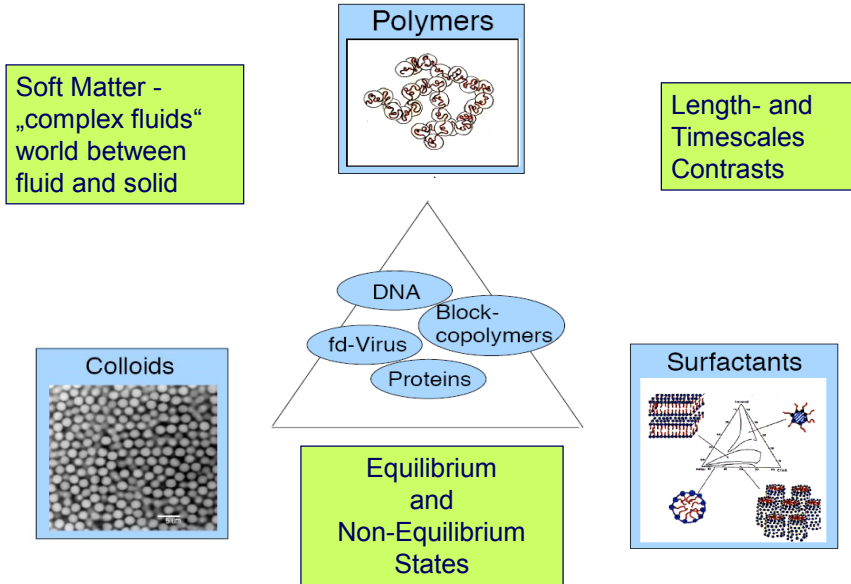 Polymers
Soft Matter -
„complex fluids“
world between
fluid and solid
Length- and
Timescales
Contrasts
DNA
Block-
copolymers
fd-Virus
Proteins
Colloids
Surfactants
Equilibrium
and
Non-Equilibrium
States